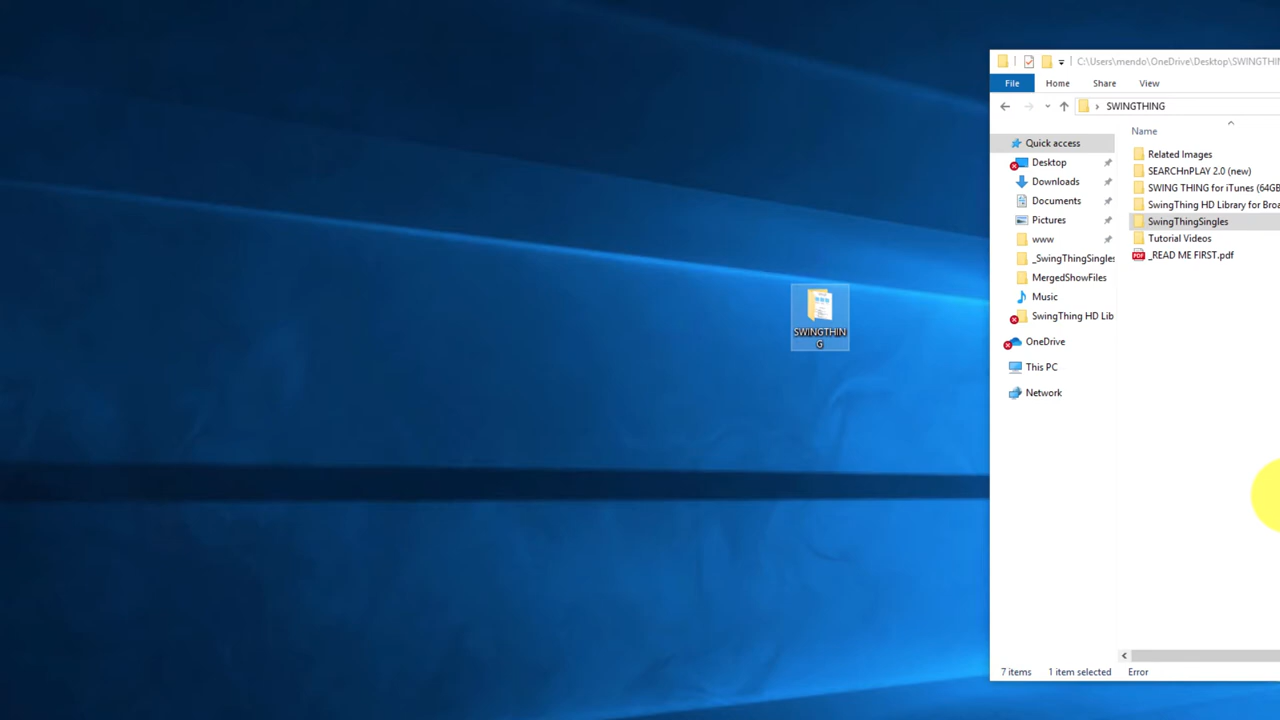 SWINGTHIN
G
C:\Users\mendo\OneDrive\Desktop\SWINGTHIN
File Home Share View
› SWINGTHING
Name
Quick access
Desktop
Downloads
Documents
Pictures
www
_SwingThingSingles
MergedShowFiles
Music
SwingThing HD Lib
OneDrive
This PC
Network
Related Images
SEARCHnPLAY 2.0 (new)
SWING THING for iTunes (64GB
SwingThing HD Library for Broa
SwingThingSingles
Tutorial Videos
PDF _READ ME FIRST.pdf
7 items 1 item selected Error